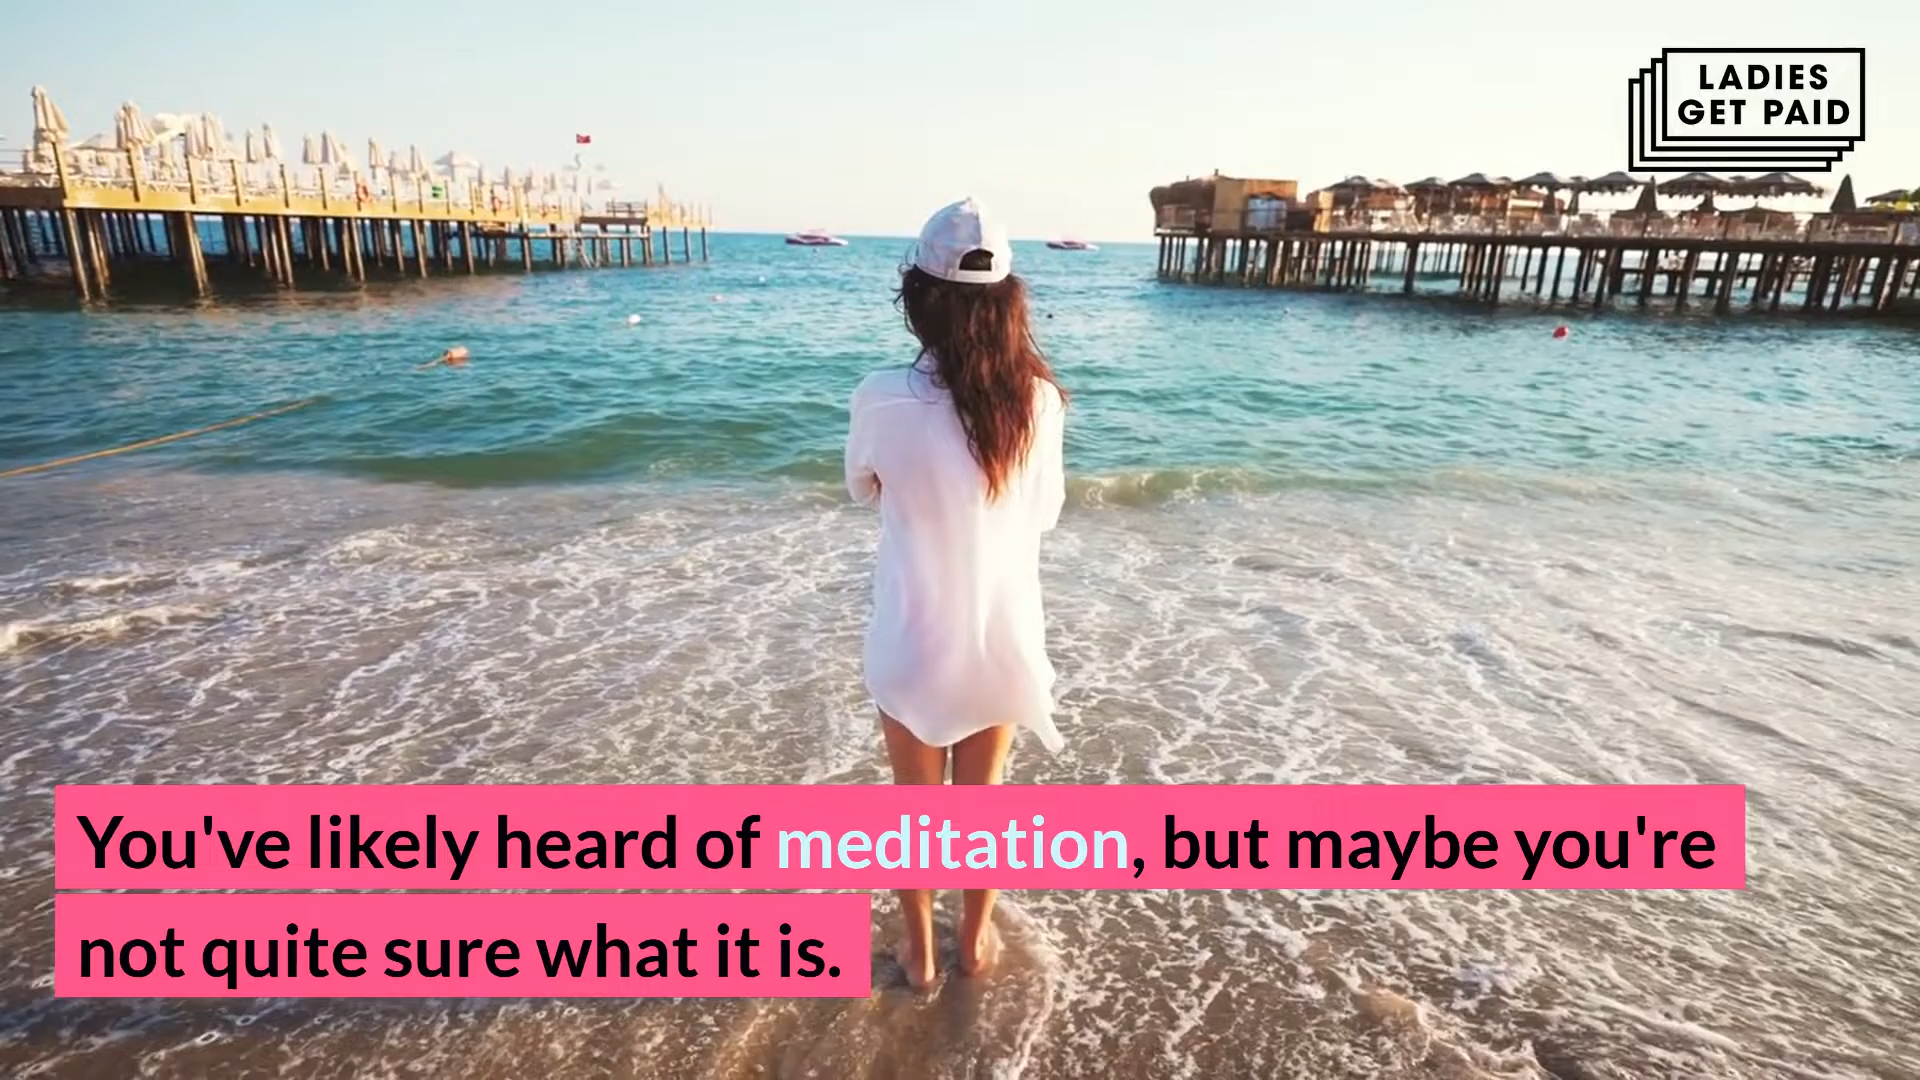 LADIES
GET PAID
You've likely heard of meditation, but maybe you're
not quite sure what it is.